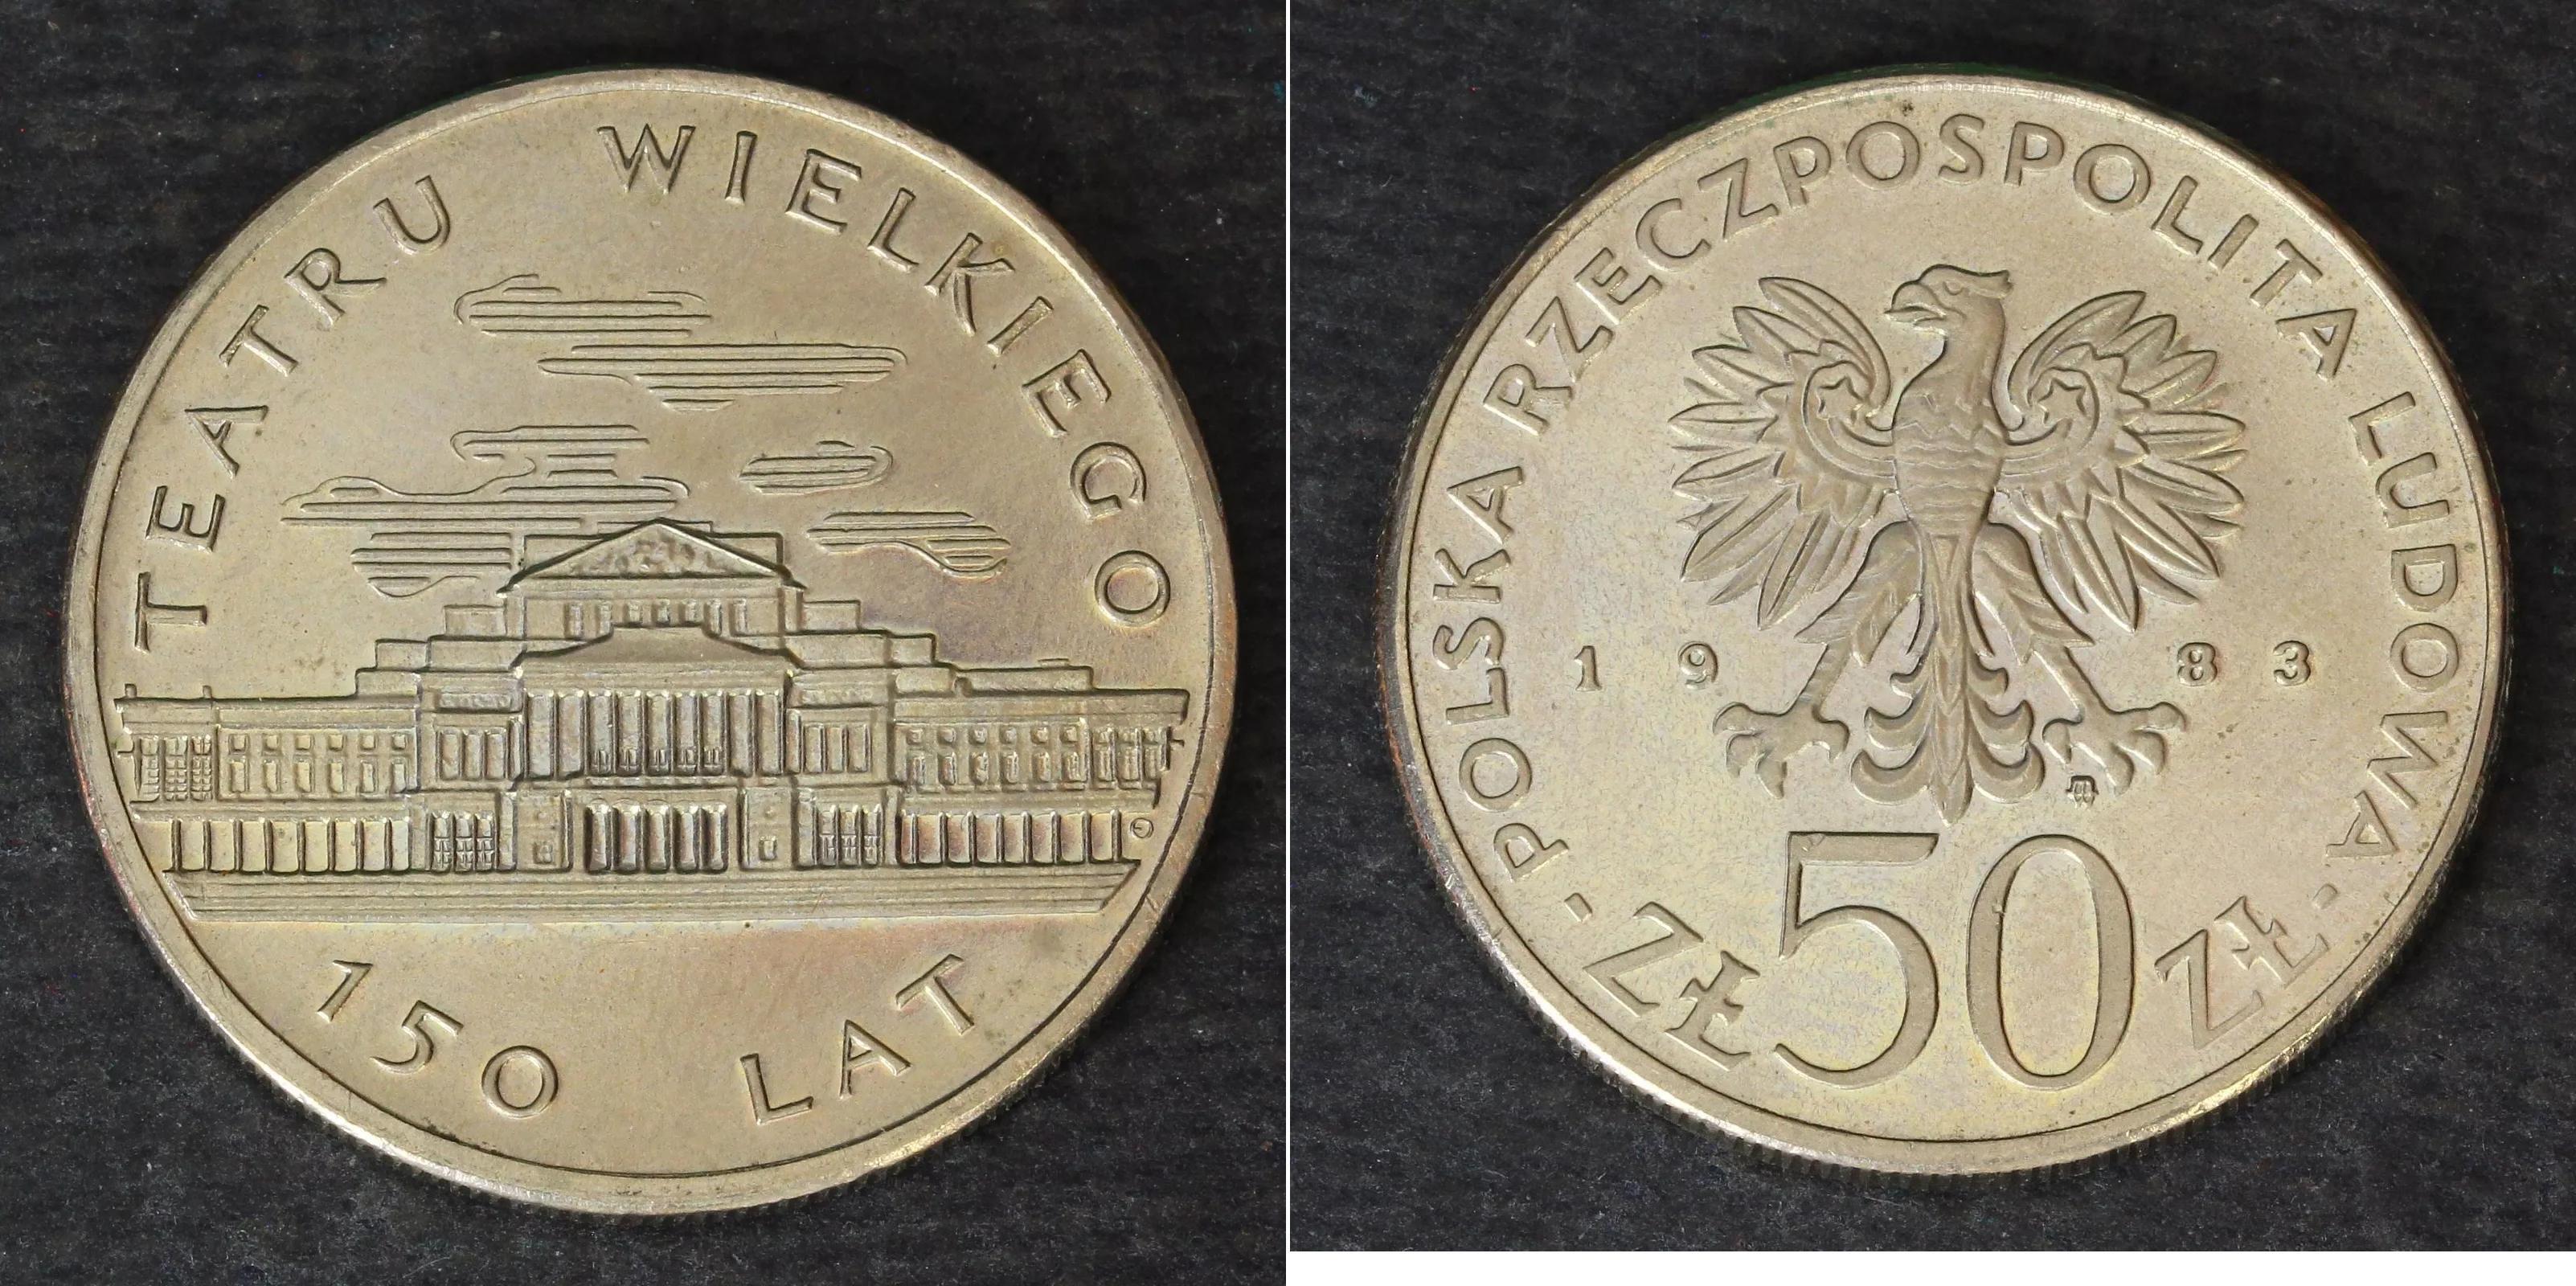 TEATRU WIELKIEGO
150 LAT
POLSKA RZECZPOSPOLITA LUDOWA
1983
ZŁ 50 ZŁ